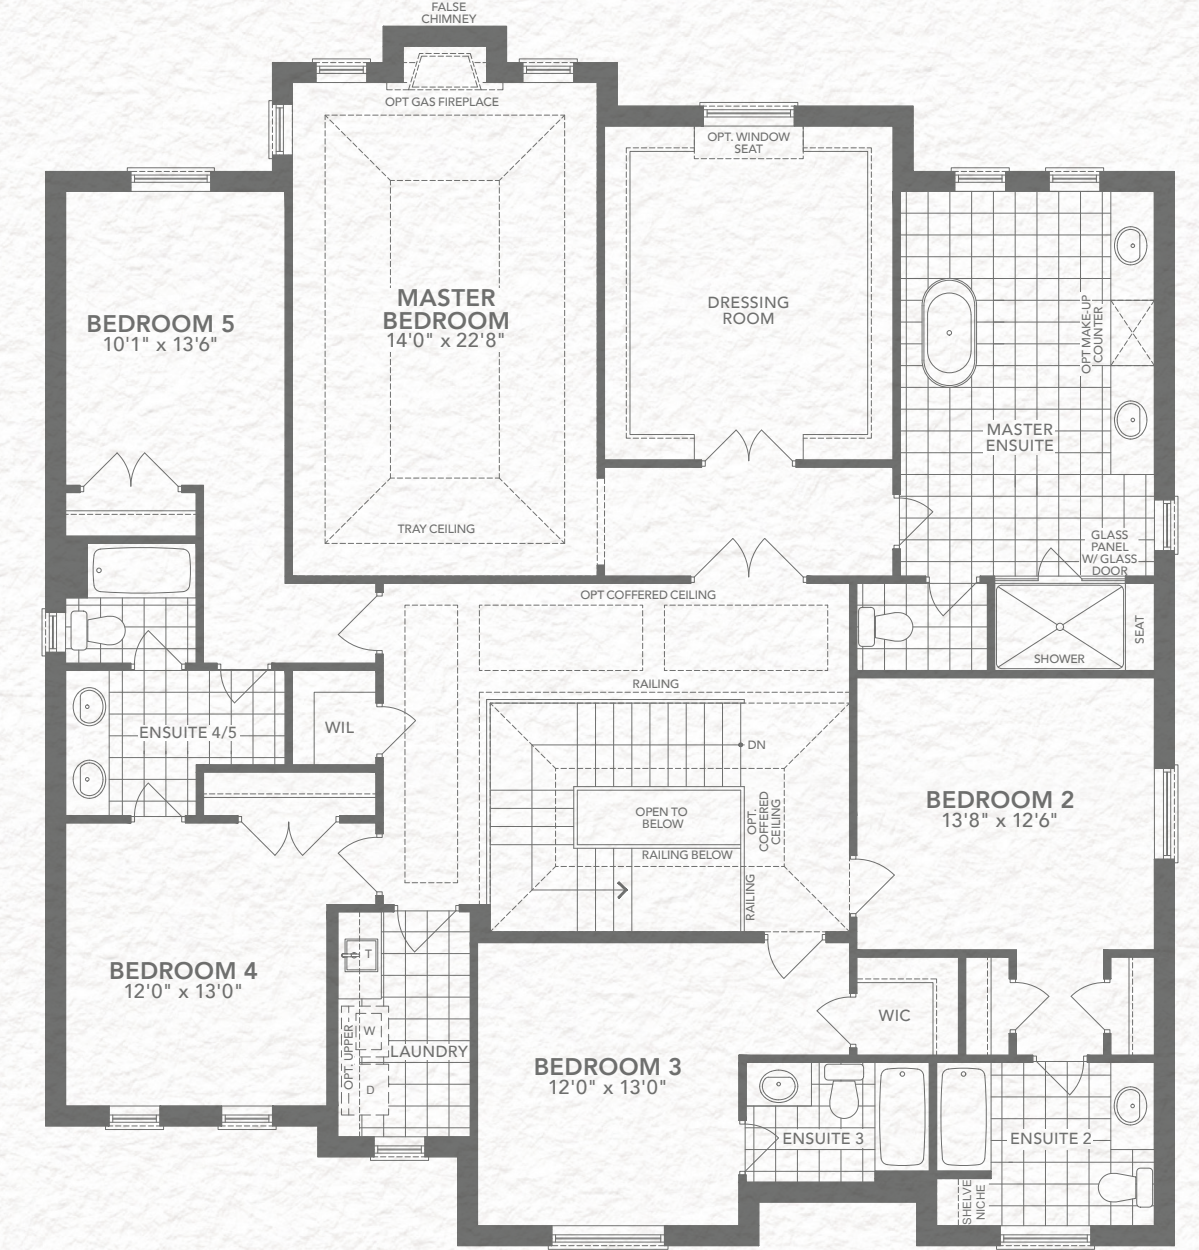 FALSE
CHIMNEY
OPT GAS FIREPLACE
OPT. WINDOW
SEAT
MASTER
BEDROOM
14'0" x 22'8"
BEDROOM 5
10'1" x 13'6"
DRESSING
ROOM
OPT MAKE-UP
COUNTER
MASTER
ENSUITE
TRAY CEILING
GLASS
PANEL
W/ GLASS
DOOR
OPT COFFERED CEILING
SEAT
SHOWER
RAILING
ENSUITE 4/5
WIL
DN
OPEN TO
BELOW
OPT.
COFFERED
CEILING
RAILING BELOW
RAILING
BEDROOM 2
13'8" x 12'6"
BEDROOM 4
12'0" x 13'0"
T
W
D
OPT. UPPER
LAUNDRY
BEDROOM 3
12'0" x 13'0"
WIC
ENSUITE 3
ENSUITE 2
SHELVE
NICHE